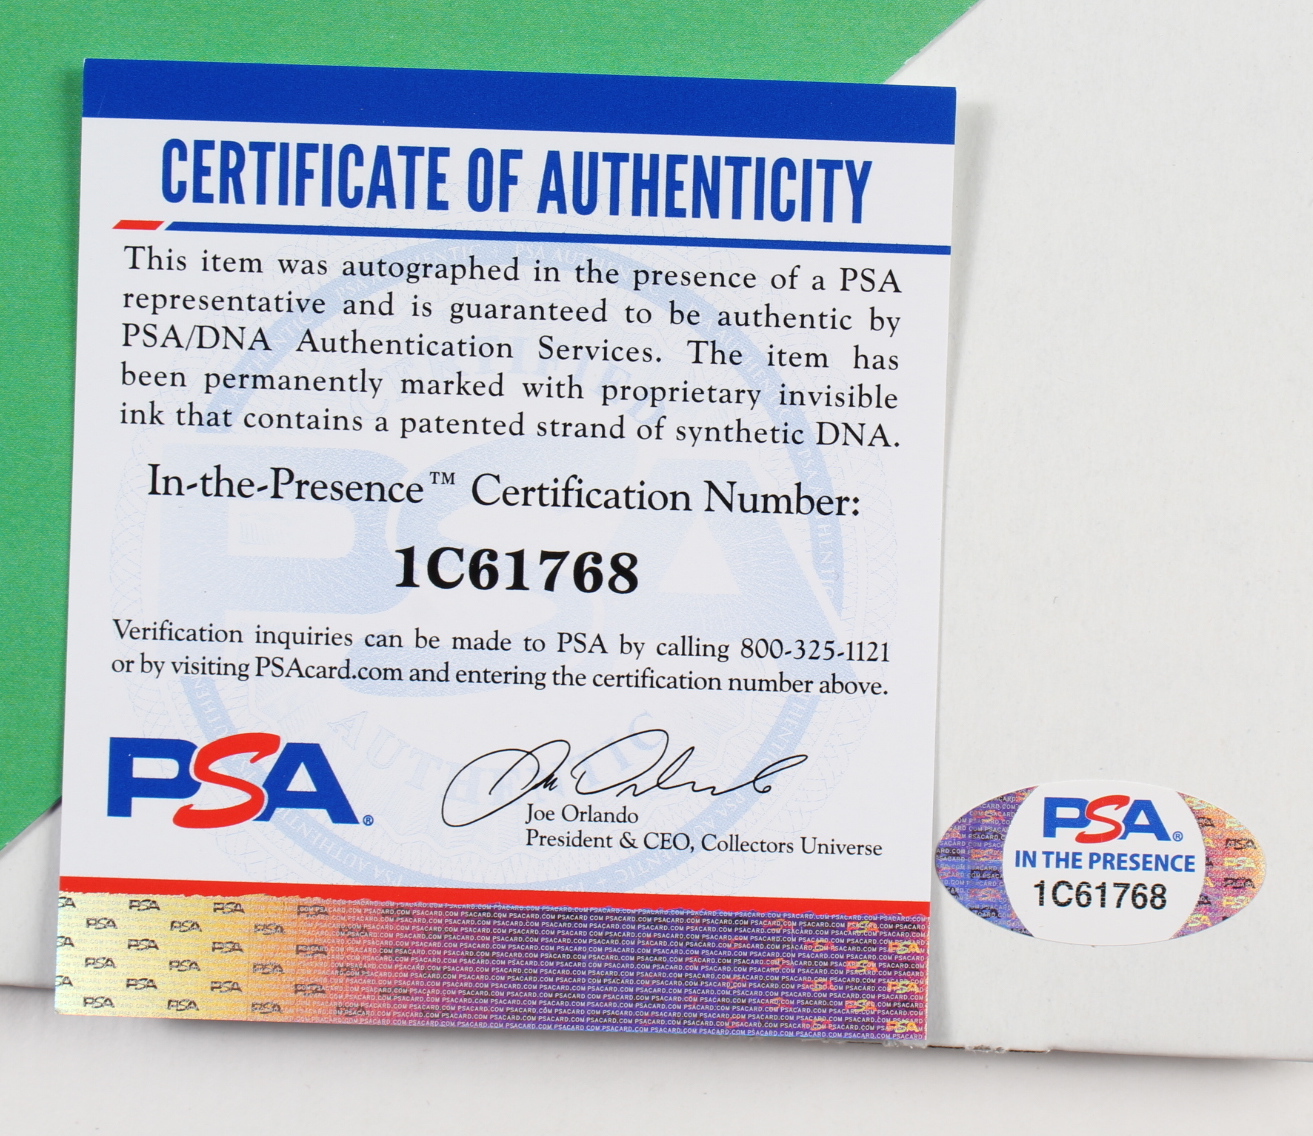 CERTIFICATE OF AUTHENTICITY
This item was autographed in the presence of a PSA
representative and is guaranteed to be authentic by
PSA/DNA Authentication Services. The item has
been permanently marked with proprietary invisible
ink that contains a patented strand of synthetic DNA.
In-the-Presence™ Certification Number:
1C61768
Verification inquiries can be made to PSA by calling 800-325-1121
or by visiting PSAcard.com and entering the certification number above.
PSA®
Joe Orlando
President & CEO, Collectors Universe
PSA®
IN THE PRESENCE
1C61768